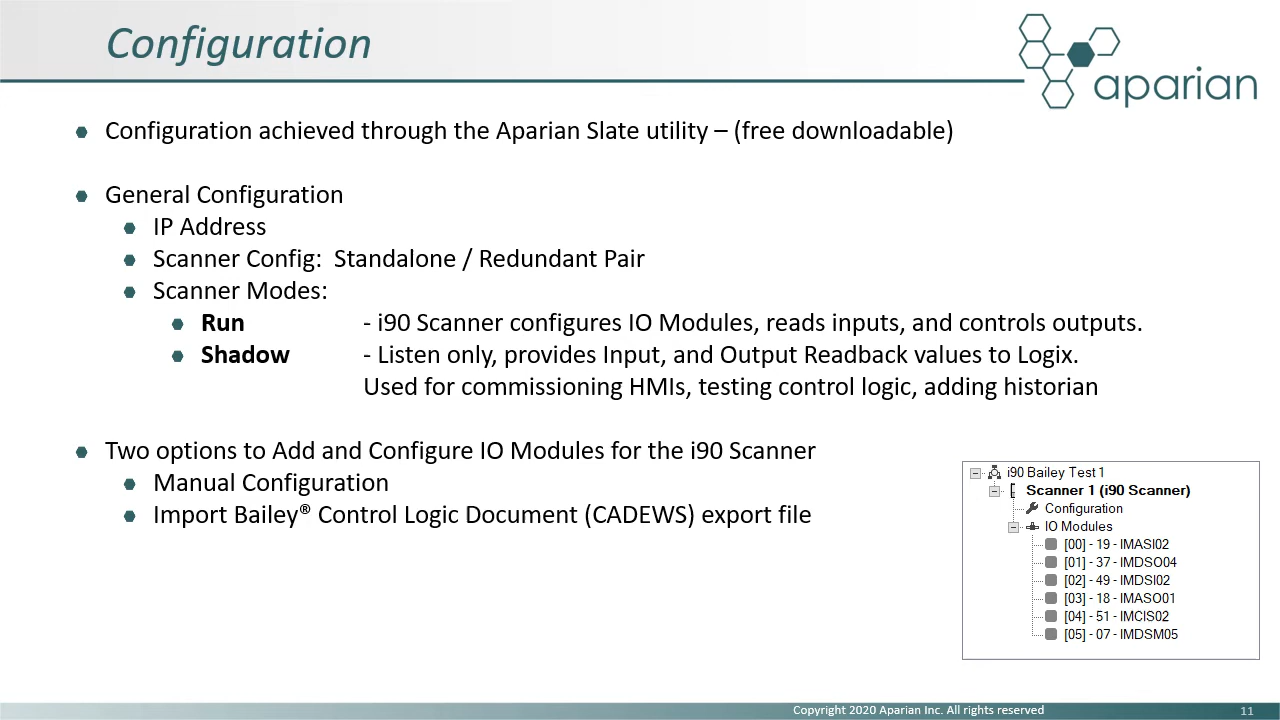 Configuration
aparian
Configuration achieved through the Aparian Slate utility – (free downloadable)
General Configuration
IP Address
Scanner Config:  Standalone / Redundant Pair
Scanner Modes:
Run - i90 Scanner configures IO Modules, reads inputs, and controls outputs.
Shadow - Listen only, provides Input, and Output Readback values to Logix.
Used for commissioning HMIs, testing control logic, adding historian
Two options to Add and Configure IO Modules for the i90 Scanner
Manual Configuration
Import Bailey® Control Logic Document (CADEWS) export file
i90 Bailey Test 1
Scanner 1 (i90 Scanner)
Configuration
IO Modules
[00] - 19 - IMASI02
[01] - 37 - IMDSO04
[02] - 49 - IMDSI02
[03] - 18 - IMASO01
[04] - 51 - IMCIS02
[05] - 07 - IMDSM05
Copyright 2020 Aparian Inc. All rights reserved
11